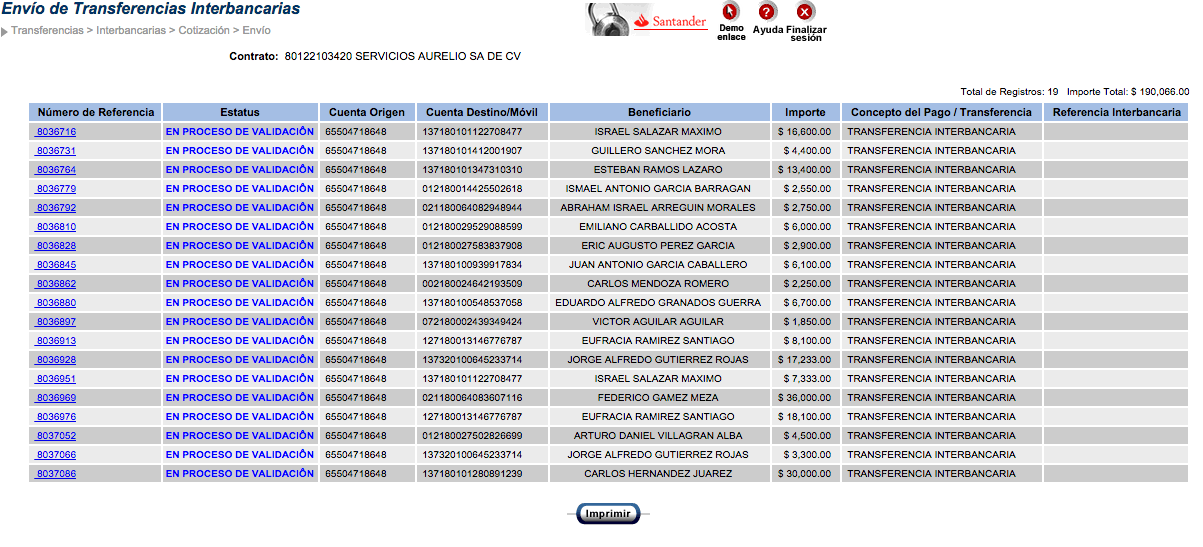 Envío de Transferencias Interbancarias
Transferencias > Interbancarias > Cotización > Envío
Santander
Demo enlace
Ayuda
Finalizar sesión
Contrato: 80122103420 SERVICIOS AURELIO SA DE CV
Total de Registros: 19 Importe Total: $ 190,066.00
Número de Referencia Estatus Cuenta Origen Cuenta Destino/Móvil Beneficiario Importe Concepto del Pago / Transferencia Referencia Interbancaria
8036716 EN PROCESO DE VALIDACIÓN 65504718648 137180101122708477 ISRAEL SALAZAR MAXIMO $ 16,600.00 TRANSFERENCIA INTERBANCARIA
8036731 EN PROCESO DE VALIDACIÓN 65504718648 137180101412001907 GUILLERO SANCHEZ MORA $ 4,400.00 TRANSFERENCIA INTERBANCARIA
8036764 EN PROCESO DE VALIDACIÓN 65504718648 137180101347310310 ESTEBAN RAMOS LAZARO $ 13,400.00 TRANSFERENCIA INTERBANCARIA
8036779 EN PROCESO DE VALIDACIÓN 65504718648 012180014425502618 ISMAEL ANTONIO GARCIA BARRAGAN $ 2,550.00 TRANSFERENCIA INTERBANCARIA
8036792 EN PROCESO DE VALIDACIÓN 65504718648 021180064082948944 ABRAHAM ISRAEL ARREGUIN MORALES $ 2,750.00 TRANSFERENCIA INTERBANCARIA
8036810 EN PROCESO DE VALIDACIÓN 65504718648 012180029529088599 EMILIANO CARBALLIDO ACOSTA $ 6,000.00 TRANSFERENCIA INTERBANCARIA
8036828 EN PROCESO DE VALIDACIÓN 65504718648 012180027583837908 ERIC AUGUSTO PEREZ GARCIA $ 2,900.00 TRANSFERENCIA INTERBANCARIA
8036845 EN PROCESO DE VALIDACIÓN 65504718648 137180100939917834 JUAN ANTONIO GARCIA CABALLERO $ 6,100.00 TRANSFERENCIA INTERBANCARIA
8036862 EN PROCESO DE VALIDACIÓN 65504718648 002180024642193509 CARLOS MENDOZA ROMERO $ 2,250.00 TRANSFERENCIA INTERBANCARIA
8036880 EN PROCESO DE VALIDACIÓN 65504718648 137180100548537058 EDUARDO ALFREDO GRANADOS GUERRA $ 6,700.00 TRANSFERENCIA INTERBANCARIA
8036897 EN PROCESO DE VALIDACIÓN 65504718648 072180002439349424 VICTOR AGUILAR AGUILAR $ 1,850.00 TRANSFERENCIA INTERBANCARIA
8036913 EN PROCESO DE VALIDACIÓN 65504718648 127180013146776787 EUFRACIA RAMIREZ SANTIAGO $ 8,100.00 TRANSFERENCIA INTERBANCARIA
8036928 EN PROCESO DE VALIDACIÓN 65504718648 137320100645233714 JORGE ALFREDO GUTIERREZ ROJAS $ 17,233.00 TRANSFERENCIA INTERBANCARIA
8036951 EN PROCESO DE VALIDACIÓN 65504718648 137180101122708477 ISRAEL SALAZAR MAXIMO $ 7,333.00 TRANSFERENCIA INTERBANCARIA
8036969 EN PROCESO DE VALIDACIÓN 65504718648 021180064083607116 FEDERICO GAMEZ MEZA $ 36,000.00 TRANSFERENCIA INTERBANCARIA
8036976 EN PROCESO DE VALIDACIÓN 65504718648 127180013146776787 EUFRACIA RAMIREZ SANTIAGO $ 18,100.00 TRANSFERENCIA INTERBANCARIA
8037052 EN PROCESO DE VALIDACIÓN 65504718648 012180027502826699 ARTURO DANIEL VILLAGRAN ALBA $ 4,500.00 TRANSFERENCIA INTERBANCARIA
8037066 EN PROCESO DE VALIDACIÓN 65504718648 137320100645233714 JORGE ALFREDO GUTIERREZ ROJAS $ 3,300.00 TRANSFERENCIA INTERBANCARIA
8037086 EN PROCESO DE VALIDACIÓN 65504718648 137180101280891239 CARLOS HERNANDEZ JUAREZ $ 30,000.00 TRANSFERENCIA INTERBANCARIA
Imprimir